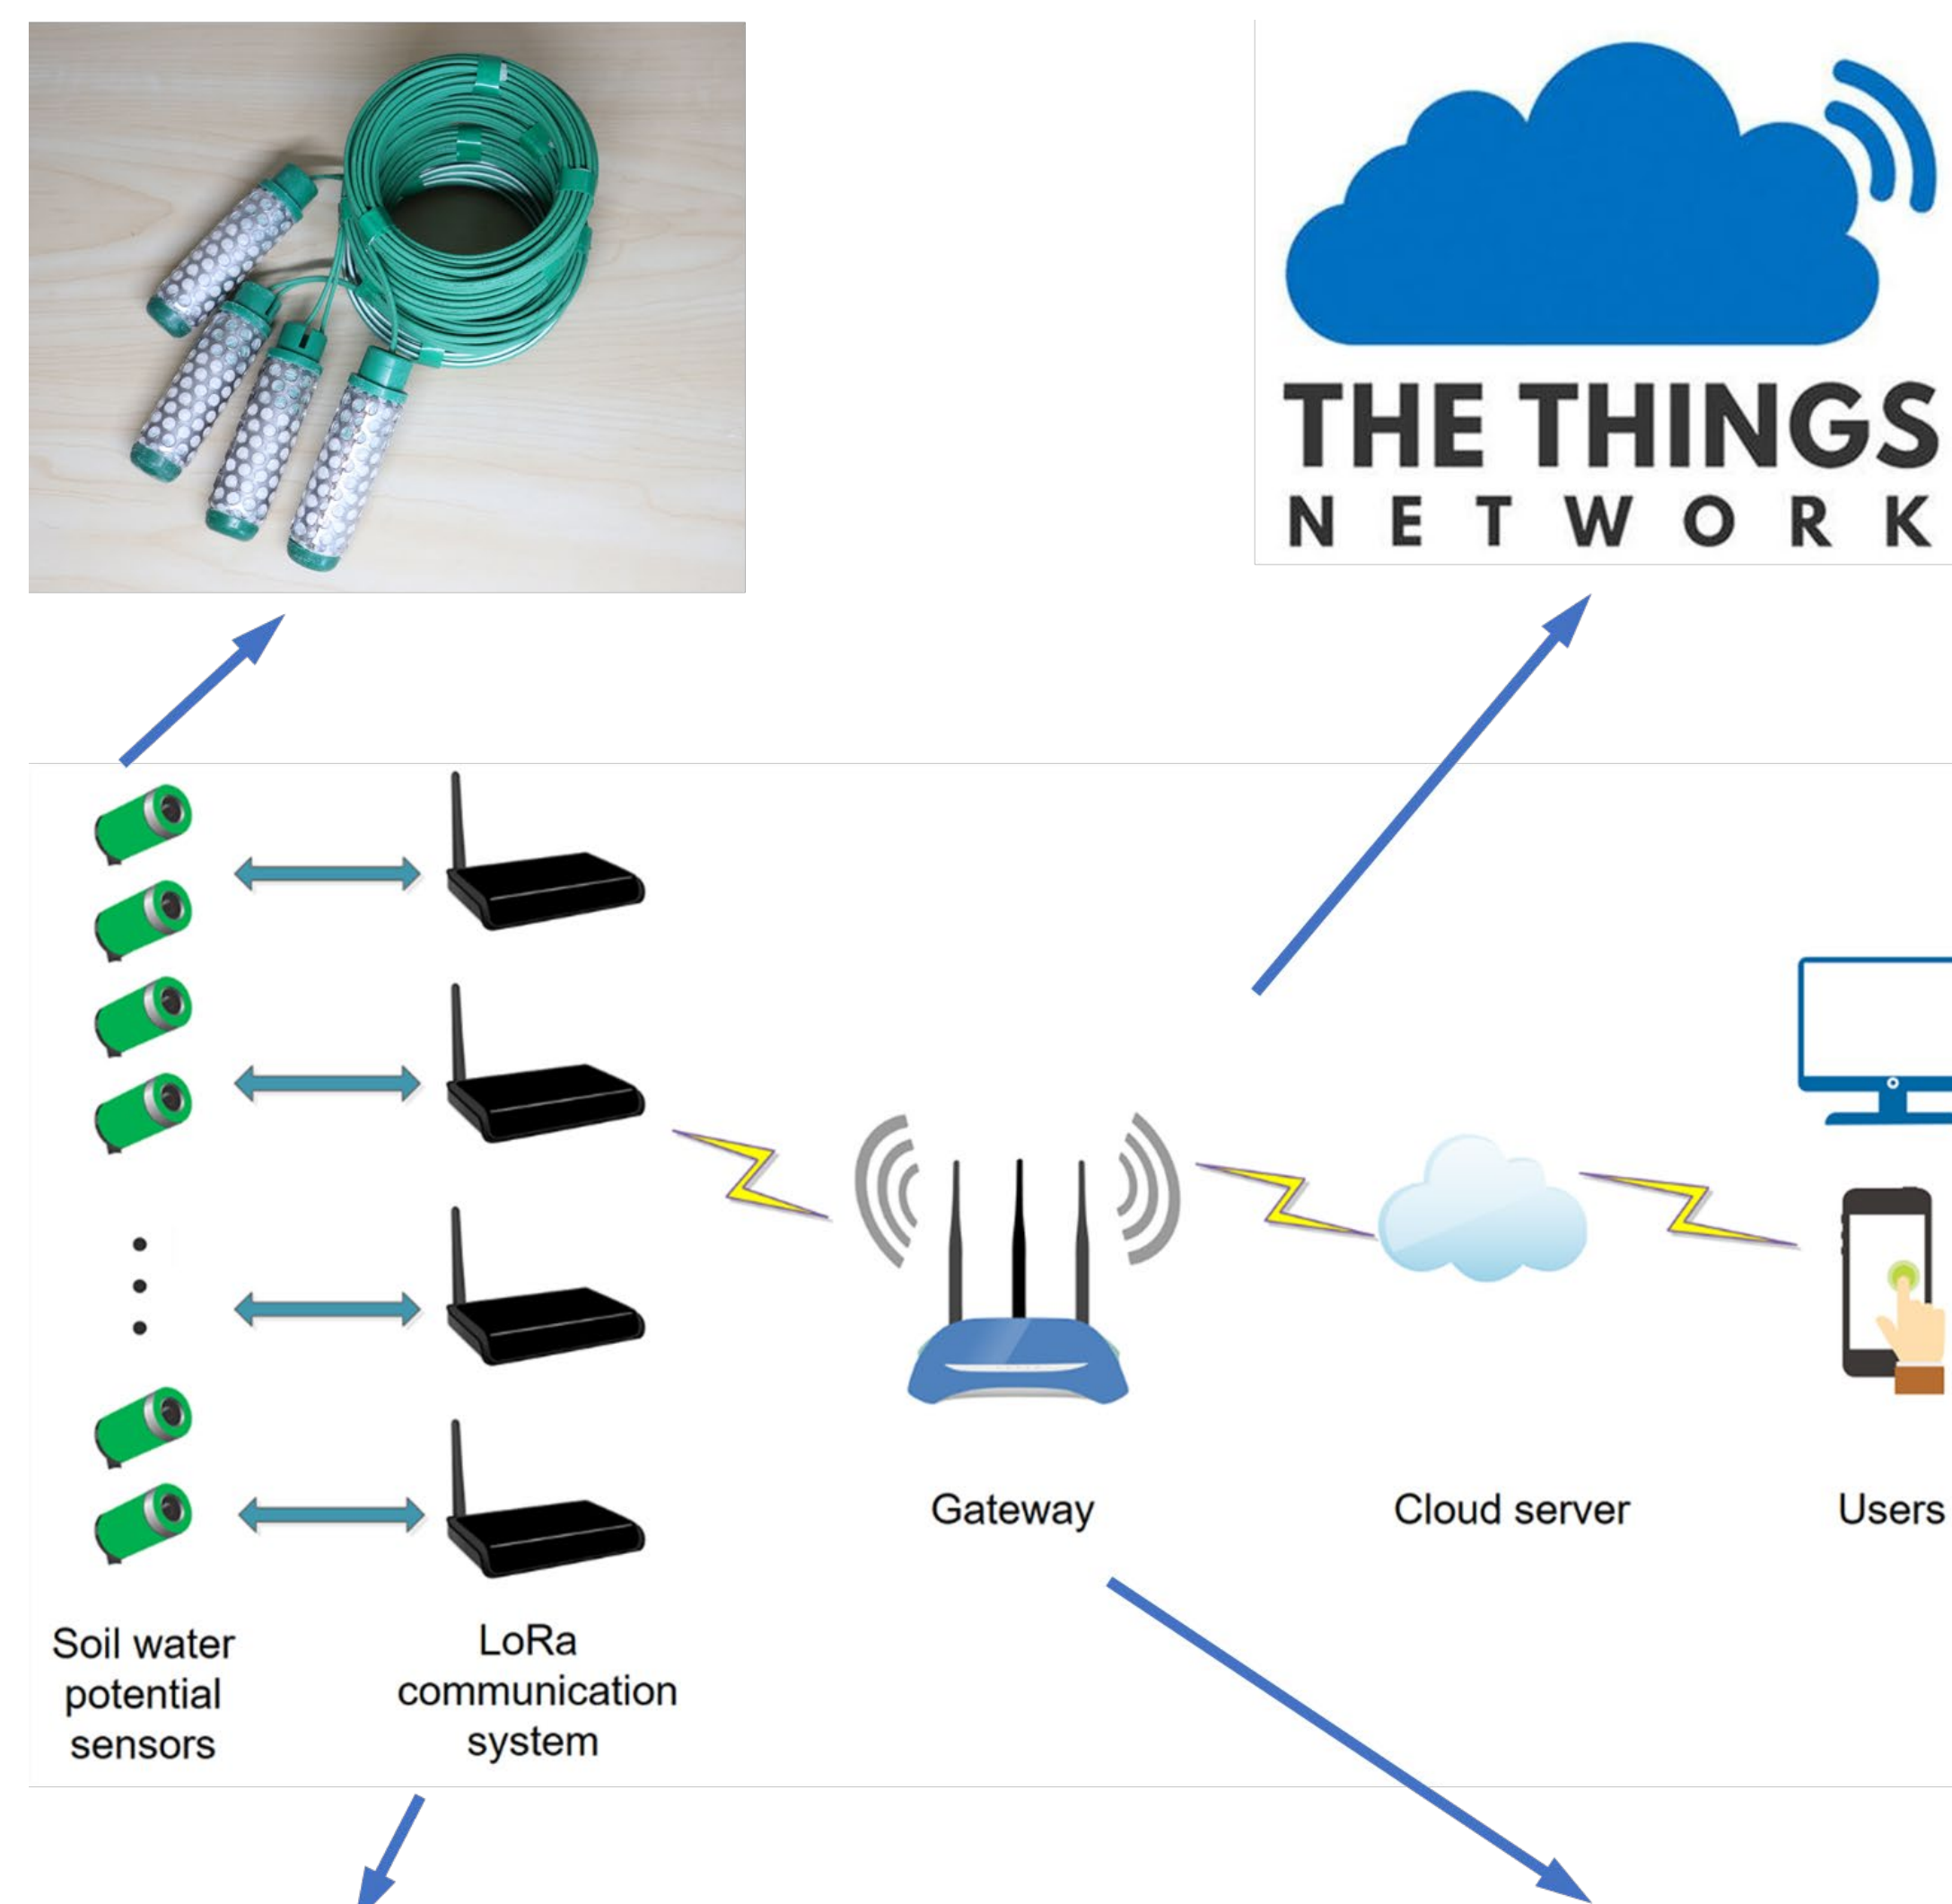 THE THINGS
NETWORK
Gateway
Cloud server
Users
Soil water
potential
sensors
LoRa
communication
system